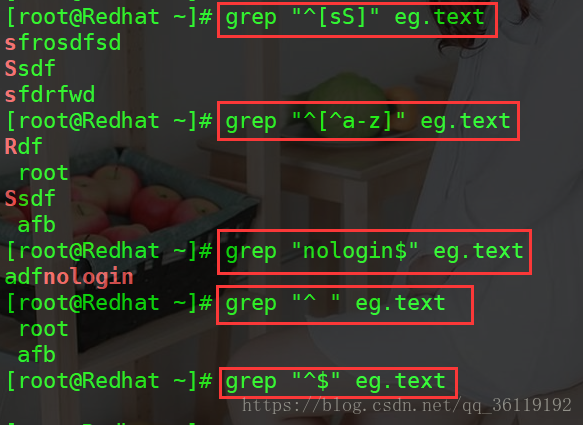 [root@Redhat ~]# grep "^[sS]" eg.text
sfrosdfsd
Ssdf
sfdrfwd
[root@Redhat ~]# grep "^[^a-z]" eg.text
Rdf
 root
Ssdf
 afb
[root@Redhat ~]# grep "nologin$" eg.text
adfnologin
[root@Redhat ~]# grep "^ " eg.text
 root
 afb
[root@Redhat ~]# grep "^$" eg.text
https://blog.csdn.net/qq_36119192